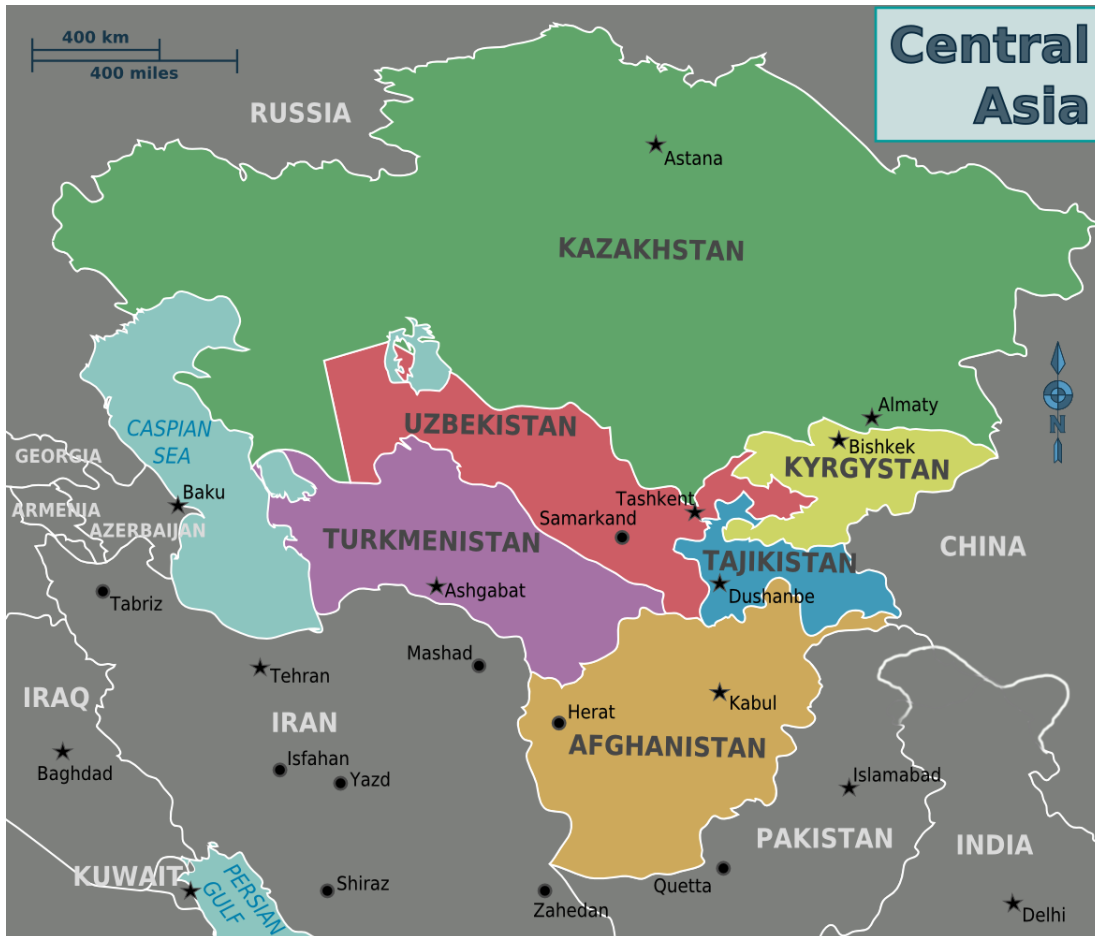 400 km
400 miles
Central
Asia
RUSSIA
Astana
KAZAKHSTAN
Almaty
N
CASPIAN
SEA
UZBEKISTAN
Bishkek
KYRGYSTAN
GEORGIA
Baku
ARMENIA
AZERBAIJAN
Tashkent
Samarkand
TURKMENISTAN
CHINA
TAJIKISTAN
Ashgabat
Dushanbe
Tabriz
Mashad
Tehran
IRAQ
IRAN
Herat
Kabul
AFGHANISTAN
Baghdad
Isfahan
Yazd
Islamabad
PAKISTAN
INDIA
KUWAIT
PERSIAN
GULF
Shiraz
Zahedan
Quetta
Delhi